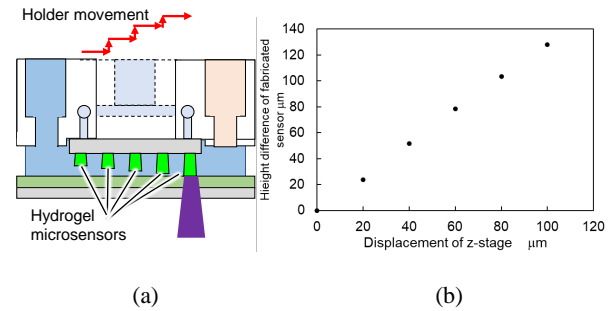 Holder movement
Hydrogel
microsensors
(a)
Hieight difference of fabricated
sensor μm
140
120
100
80
60
40
20
0
0 20 40 60 80 100 120
Displacement of z-stage μm
(b)